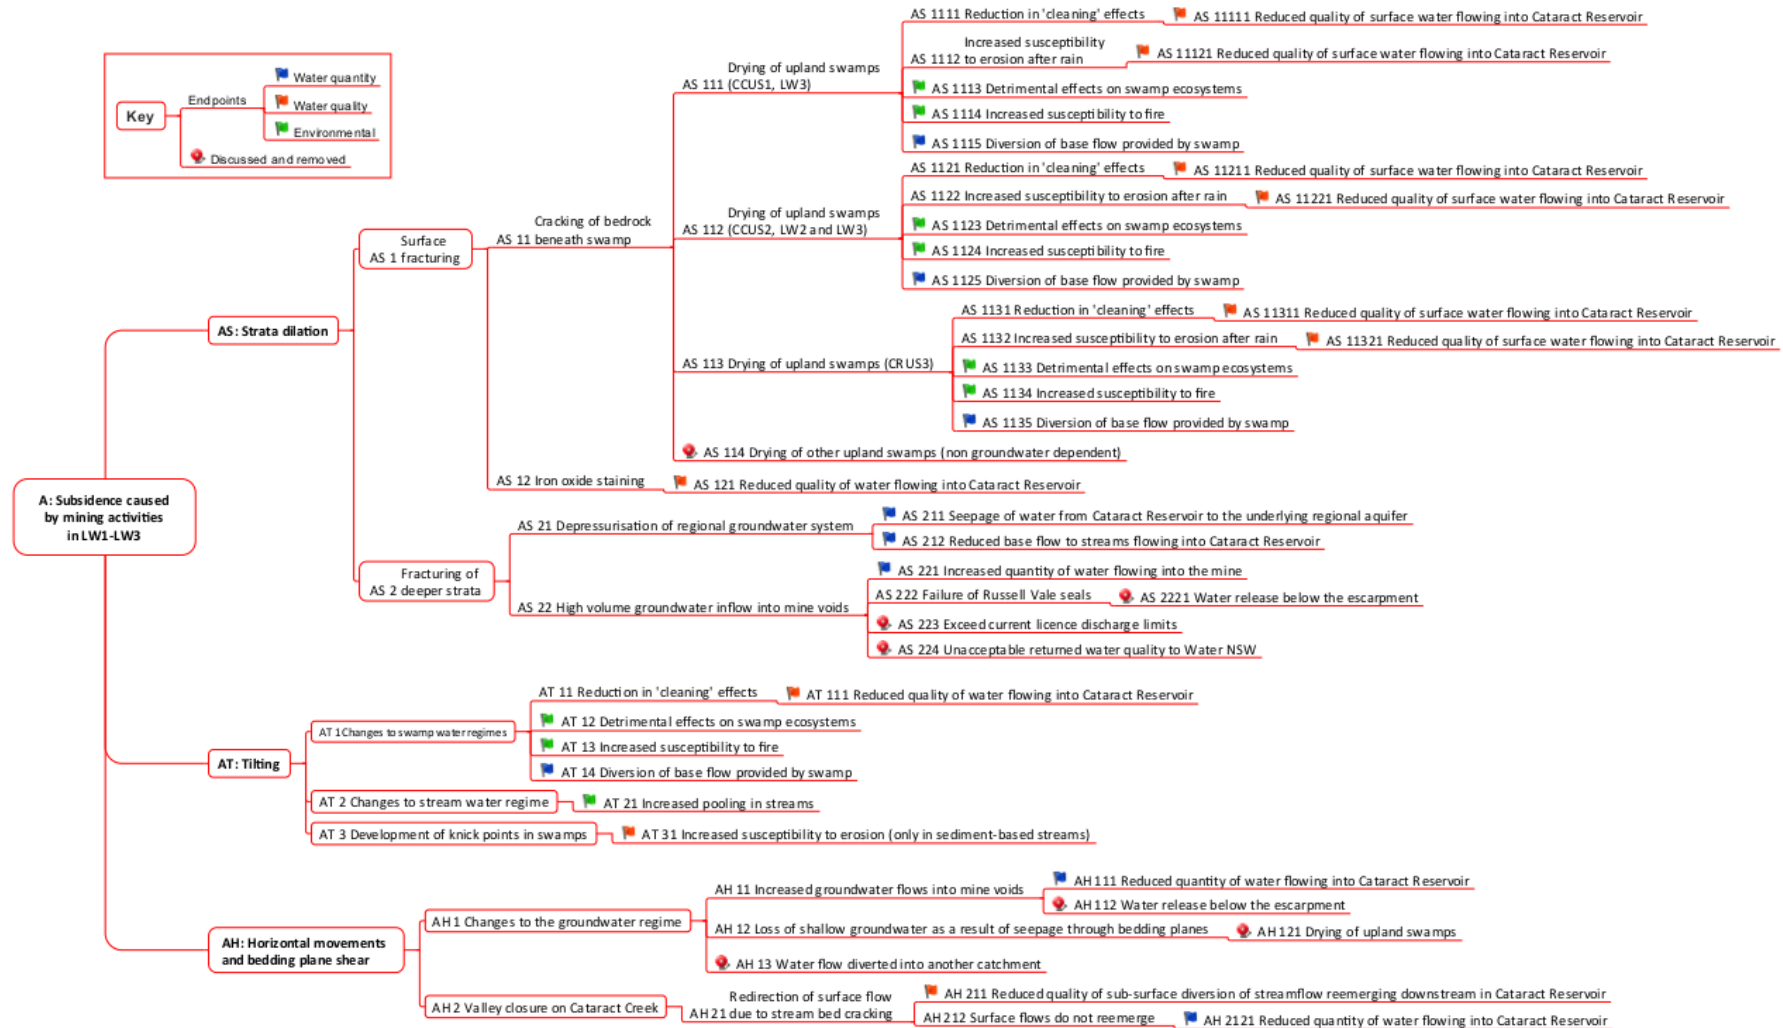 Key
Endpoints
Water quantity
Water quality
Environmental
Discussed and removed
A: Subsidence caused
by mining activities
in LW1-LW3
AS: Strata dilation
Surface
AS 1 fracturing
Cracking of bedrock
AS 11 beneath swamp
Drying of upland swamps
AS 111 (CCUS1, LW3)
AS 1111 Reduction in 'cleaning' effects
AS 11111 Reduced quality of surface water flowing into Cataract Reservoir
Increased susceptibility
AS 1112 to erosion after rain
AS 11121 Reduced quality of surface water flowing into Cataract Reservoir
AS 1113 Detrimental effects on swamp ecosystems
AS 1114 Increased susceptibility to fire
AS 1115 Diversion of base flow provided by swamp
Drying of upland swamps
AS 112 (CCUS2, LW2 and LW3)
AS 1121 Reduction in 'cleaning' effects
AS 11211 Reduced quality of surface water flowing into Cataract Reservoir
AS 1122 Increased susceptibility to erosion after rain
AS 11221 Reduced quality of surface water flowing into Cataract Reservoir
AS 1123 Detrimental effects on swamp ecosystems
AS 1124 Increased susceptibility to fire
AS 1125 Diversion of base flow provided by swamp
AS 113 Drying of upland swamps (CRUS3)
AS 1131 Reduction in 'cleaning' effects
AS 11311 Reduced quality of surface water flowing into Cataract Reservoir
AS 1132 Increased susceptibility to erosion after rain
AS 11321 Reduced quality of surface water flowing into Cataract Reservoir
AS 1133 Detrimental effects on swamp ecosystems
AS 1134 Increased susceptibility to fire
AS 1135 Diversion of base flow provided by swamp
AS 114 Drying of other upland swamps (non groundwater dependent)
AS 12 Iron oxide staining
AS 121 Reduced quality of water flowing into Cataract Reservoir
Fracturing of
AS 2 deeper strata
AS 21 Depressurisation of regional groundwater system
AS 211 Seepage of water from Cataract Reservoir to the underlying regional aquifer
AS 212 Reduced base flow to streams flowing into Cataract Reservoir
AS 22 High volume groundwater inflow into mine voids
AS 221 Increased quantity of water flowing into the mine
AS 222 Failure of Russell Vale seals
AS 2221 Water release below the escarpment
AS 223 Exceed current licence discharge limits
AS 224 Unacceptable returned water quality to Water NSW
AT: Tilting
AT 1 Changes to swamp water regimes
AT 11 Reduction in 'cleaning' effects
AT 111 Reduced quality of water flowing into Cataract Reservoir
AT 12 Detrimental effects on swamp ecosystems
AT 13 Increased susceptibility to fire
AT 14 Diversion of base flow provided by swamp
AT 2 Changes to stream water regime
AT 21 Increased pooling in streams
AT 3 Development of knick points in swamps
AT 31 Increased susceptibility to erosion (only in sediment-based streams)
AH: Horizontal movements
and bedding plane shear
AH 1 Changes to the groundwater regime
AH 11 Increased groundwater flows into mine voids
AH 111 Reduced quantity of water flowing into Cataract Reservoir
AH 112 Water release below the escarpment
AH 12 Loss of shallow groundwater as a result of seepage through bedding planes
AH 121 Drying of upland swamps
AH 13 Water flow diverted into another catchment
AH 2 Valley closure on Cataract Creek
Redirection of surface flow
AH 21 due to stream bed cracking
AH 211 Reduced quality of sub-surface diversion of streamflow reemerging downstream in Cataract Reservoir
AH 212 Surface flows do not reemerge
AH 2121 Reduced quantity of water flowing into Cataract Reservoir